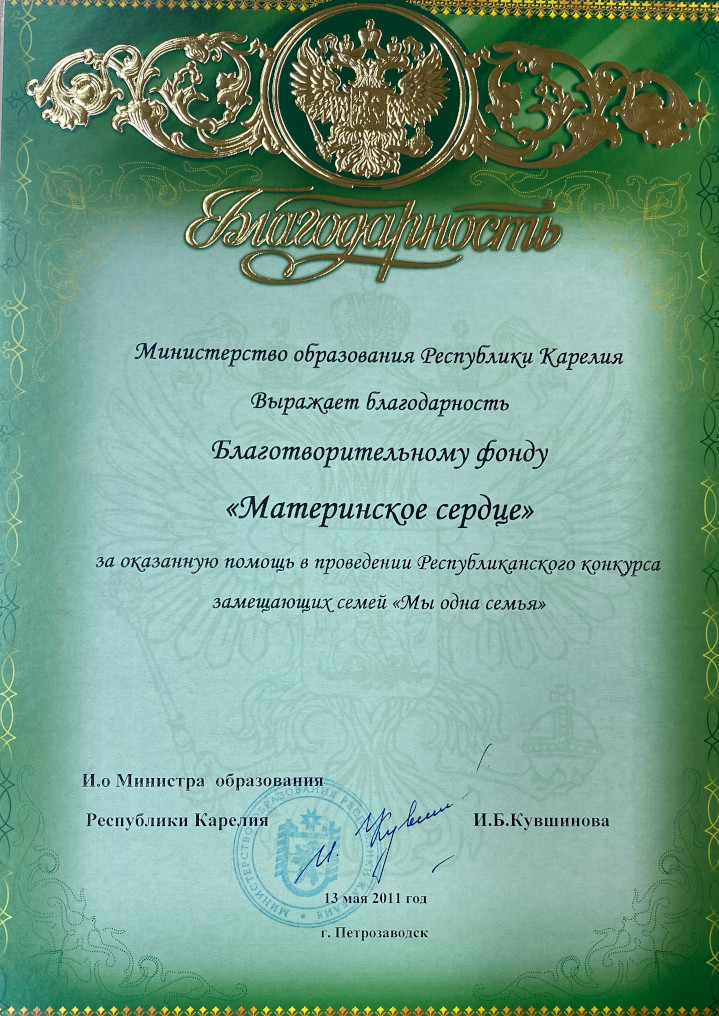 Благодарность
Министерство образования Республики Карелия
Выражает благодарность
Благотворительному фонду
«Материнское сердце»
за оказанную помощь в проведении Республиканского конкурса
замещающих семей «Мы одна семья»
И.о Министра образования
Республики Карелия
И.Б.Кувшинова
МИНИСТЕРСТВО ОБРАЗОВАНИЯ РЕСПУБЛИКИ КАРЕЛИЯ
13 мая 2011 год
г. Петрозаводск